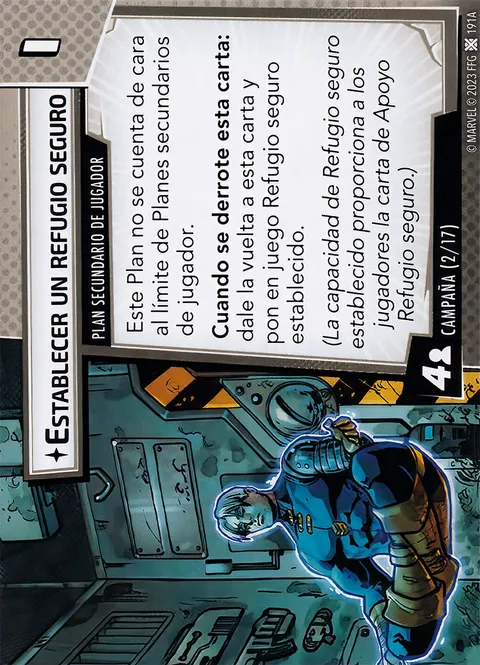 ESTABLECER UN REFUGIO SEGURO
PLAN SECUNDARIO DE JUGADOR
Este Plan no se cuenta de cara
al límite de Planes secundarios
de jugador.
Cuando se derrote esta carta:
dale la vuelta a esta carta y
pon en juego Refugio seguro
establecido.
(La capacidad de Refugio seguro
establecido proporciona a los
jugadores la carta de Apoyo
Refugio seguro.)
4
CAMPAÑA (2/17)
© MARVEL © 2023 FFG 191A